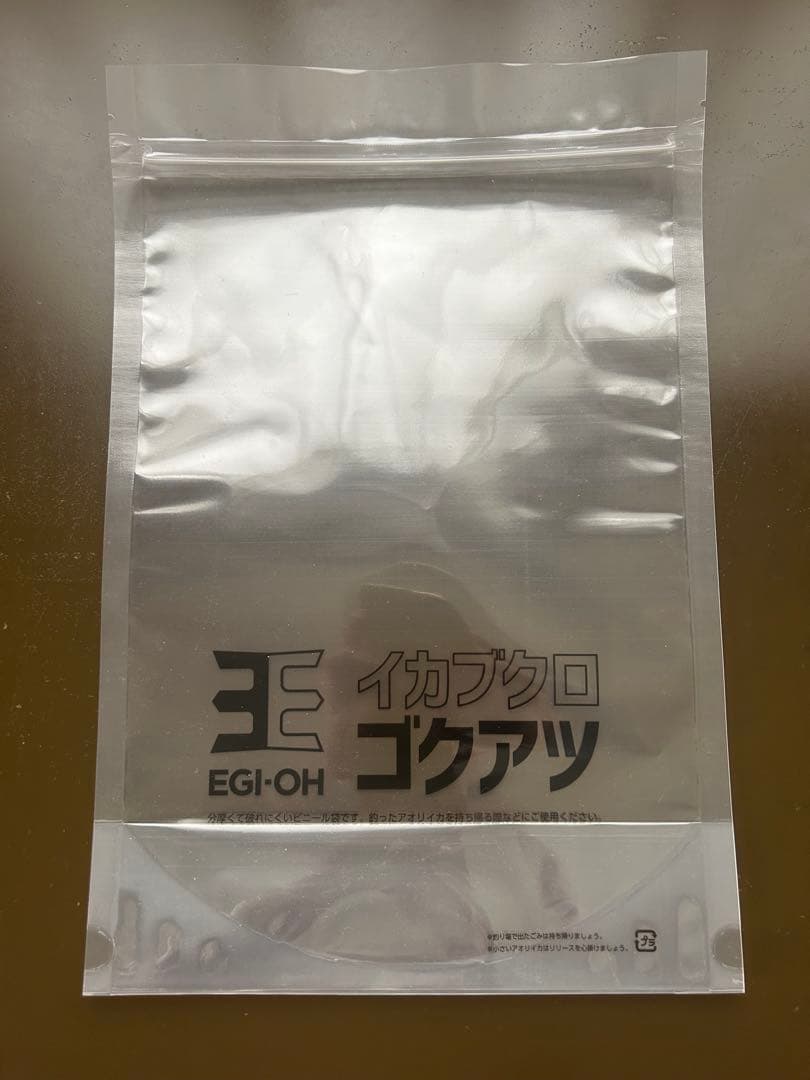 イカブクロ
ゴクアツ
EGI-OH
分厚くて破れにくいビニール袋です。釣ったアオリイカを持ち帰る際などにご使用ください。
※釣り場で出たごみは持ち帰りましょう。
※小さいアオリイカはリリースを心掛けましょう。
プラ